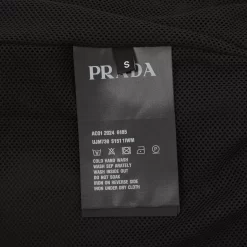 S
PRADA
COLD HAND WASH
WASH SEPARATELY
WASH INSIDE OUT
DO NOT SOAK
IRON ON REVERSE SIDE
IRON UNDER DRY CLOTH